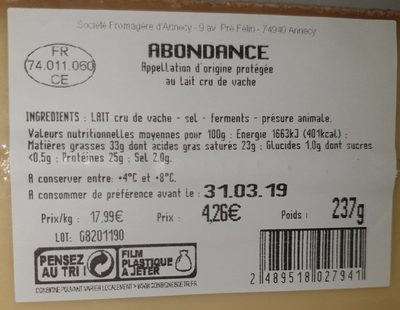 Société Fromagère d'Annecy - 9 av. Pré Félin - 74940 Annecy
FR
74.011.060
CE
ABONDANCE
Appellation d'origine protégée
au Lait cru de vache
INGREDIENTS : LAIT cru de vache - sel - ferments - présure animale.
Valeurs nutritionnelles moyennes pour 100g : Energie 1663kJ (401kcal) ;
Matières grasses 33g dont acides gras saturés 23g ; Glucides 1,0g dont sucres
<0,5g ; Protéines 25g ; Sel 2.0g.
A conserver entre: +4°C et +8°C.
A consommer de préférence avant le : 31.03.19
Prix/kg : 17,99€ Prix : 4,26€ Poids : 237g
LOT: G8201190
PENSEZ
AU TRI !
FILM
PLASTIQUE
À JETER
CONSIGNE POUVANT VARIER LOCALEMENT > WWW.CONSIGNESDETRI.FR
2 489518 027941